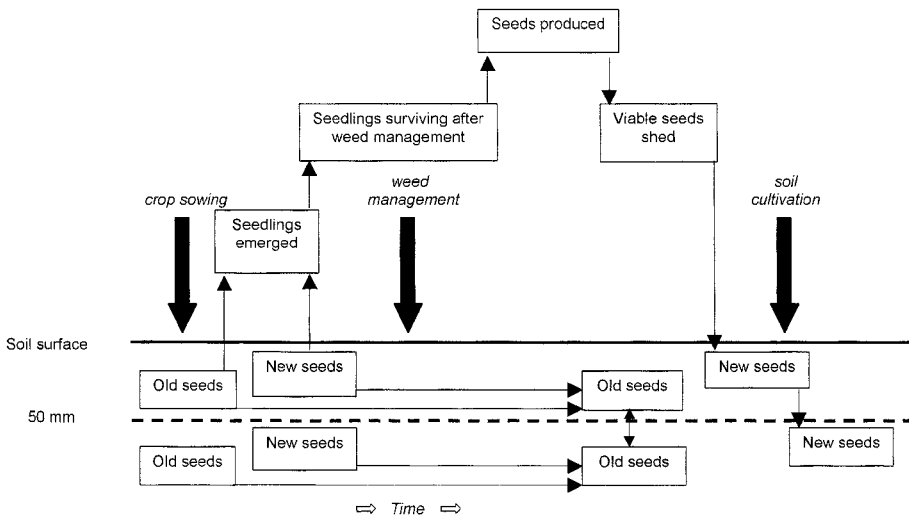 Seeds produced
Seedlings surviving after
weed management
Viable seeds
shed
crop sowing
weed
management
soil
cultivation
Seedlings
emerged
Soil surface
Old seeds
New seeds
Old seeds
New seeds
50 mm
Old seeds
New seeds
Old seeds
New seeds
⇨ Time ⇨